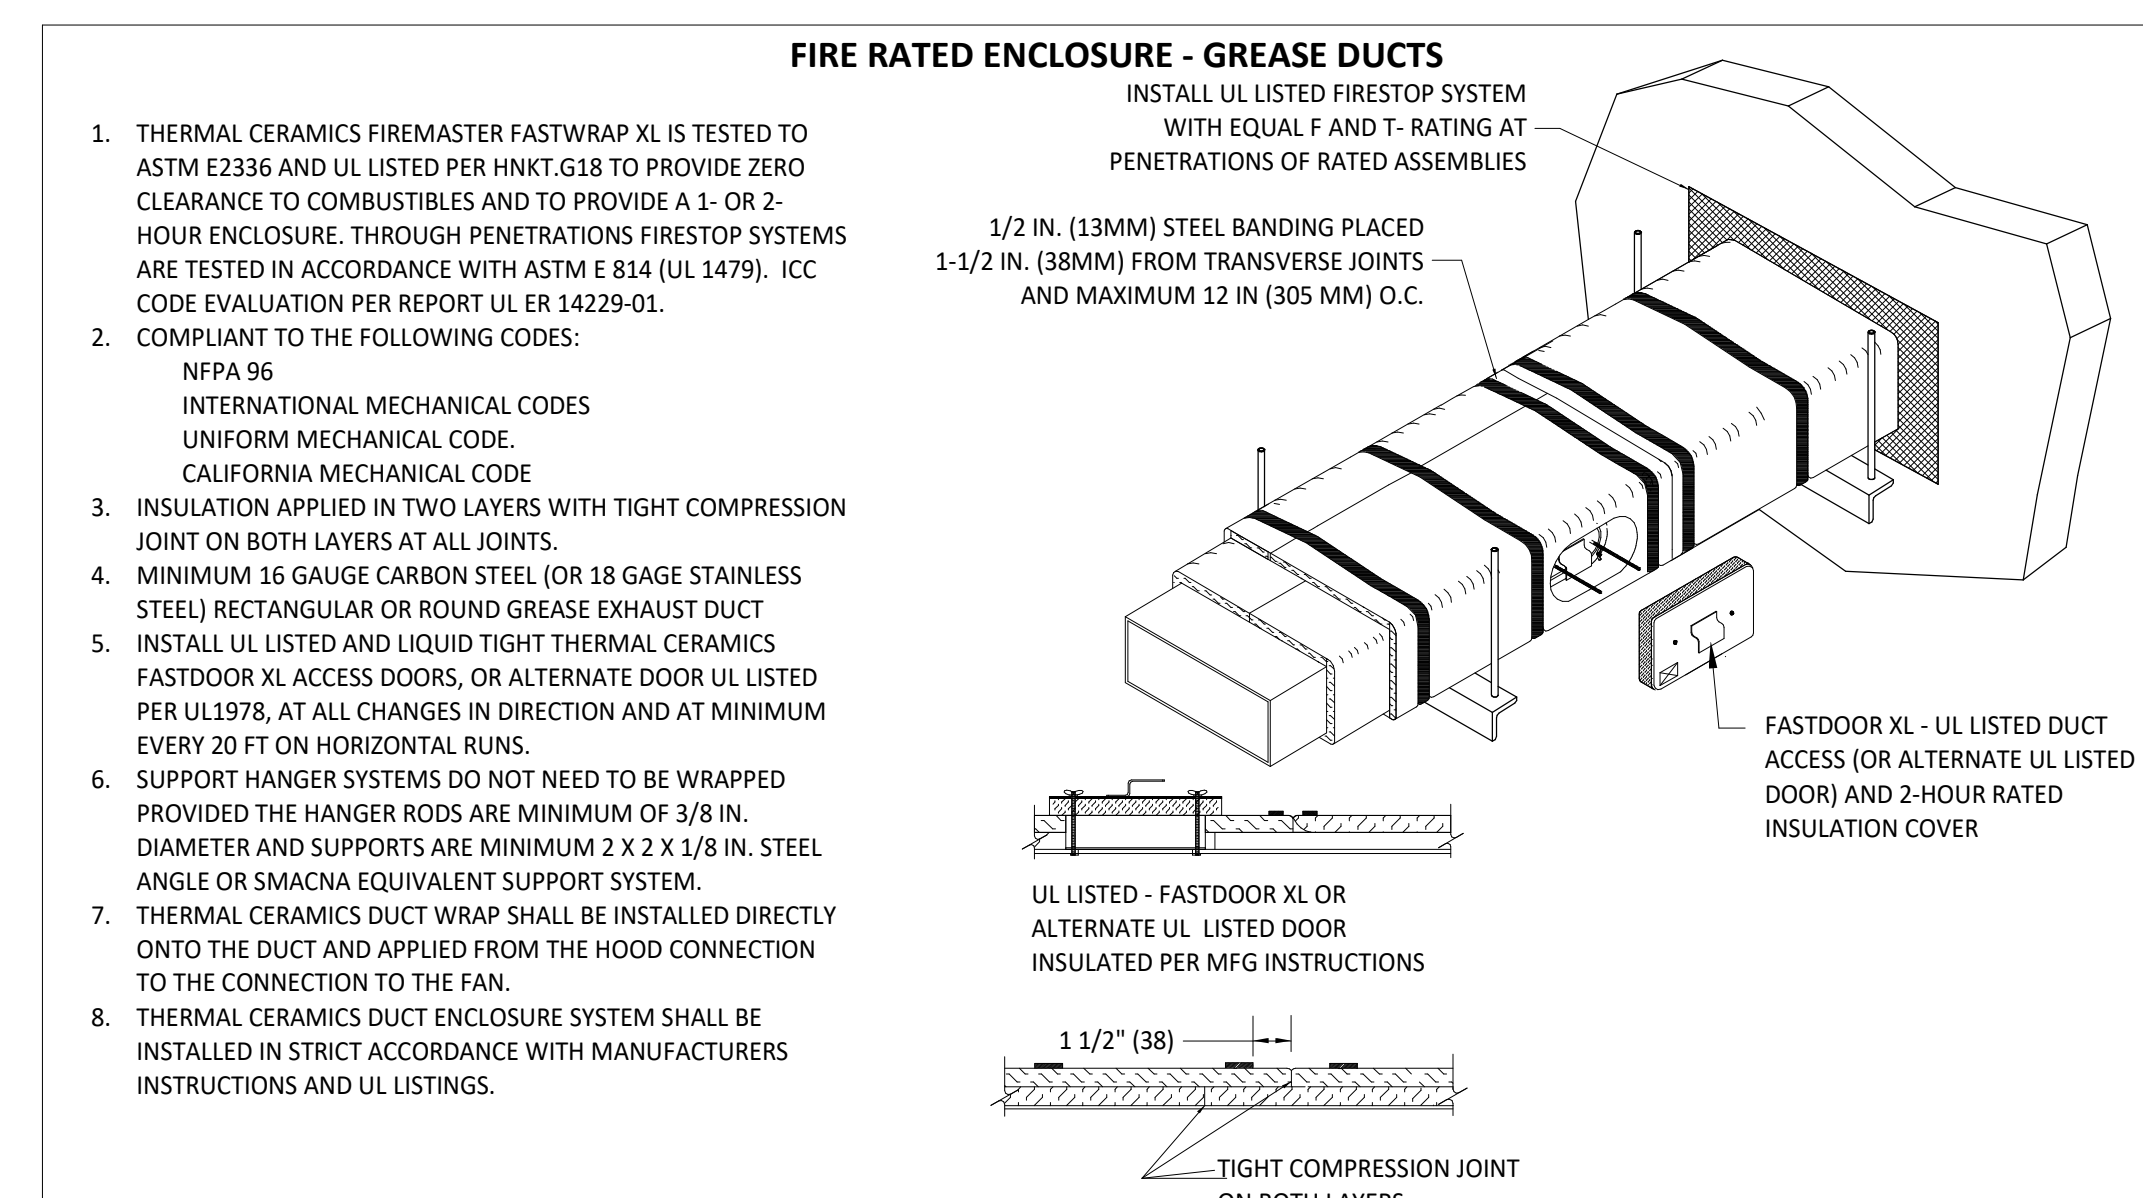 FIRE RATED ENCLOSURE - GREASE DUCTS
1. THERMAL CERAMICS FIREMASTER FASTWRAP XL IS TESTED TO
ASTM E2336 AND UL LISTED PER HNKT.G18 TO PROVIDE ZERO
CLEARANCE TO COMBUSTIBLES AND TO PROVIDE A 1- OR 2-
HOUR ENCLOSURE. THROUGH PENETRATIONS FIRESTOP SYSTEMS
ARE TESTED IN ACCORDANCE WITH ASTM E 814 (UL 1479). ICC
CODE EVALUATION PER REPORT UL ER 14229-01.
2. COMPLIANT TO THE FOLLOWING CODES:
NFPA 96
INTERNATIONAL MECHANICAL CODES
UNIFORM MECHANICAL CODE.
CALIFORNIA MECHANICAL CODE
3. INSULATION APPLIED IN TWO LAYERS WITH TIGHT COMPRESSION
JOINT ON BOTH LAYERS AT ALL JOINTS.
4. MINIMUM 16 GAUGE CARBON STEEL (OR 18 GAGE STAINLESS
STEEL) RECTANGULAR OR ROUND GREASE EXHAUST DUCT
5. INSTALL UL LISTED AND LIQUID TIGHT THERMAL CERAMICS
FASTDOOR XL ACCESS DOORS, OR ALTERNATE DOOR UL LISTED
PER UL1978, AT ALL CHANGES IN DIRECTION AND AT MINIMUM
EVERY 20 FT ON HORIZONTAL RUNS.
6. SUPPORT HANGER SYSTEMS DO NOT NEED TO BE WRAPPED
PROVIDED THE HANGER RODS ARE MINIMUM OF 3/8 IN.
DIAMETER AND SUPPORTS ARE MINIMUM 2 X 2 X 1/8 IN. STEEL
ANGLE OR SMACNA EQUIVALENT SUPPORT SYSTEM.
7. THERMAL CERAMICS DUCT WRAP SHALL BE INSTALLED DIRECTLY
ONTO THE DUCT AND APPLIED FROM THE HOOD CONNECTION
TO THE CONNECTION TO THE FAN.
8. THERMAL CERAMICS DUCT ENCLOSURE SYSTEM SHALL BE
INSTALLED IN STRICT ACCORDANCE WITH MANUFACTURERS
INSTRUCTIONS AND UL LISTINGS.
INSTALL UL LISTED FIRESTOP SYSTEM
WITH EQUAL F AND T- RATING AT
PENETRATIONS OF RATED ASSEMBLIES
1/2 IN. (13MM) STEEL BANDING PLACED
1-1/2 IN. (38MM) FROM TRANSVERSE JOINTS
AND MAXIMUM 12 IN (305 MM) O.C.
FASTDOOR XL - UL LISTED DUCT
ACCESS (OR ALTERNATE UL LISTED
DOOR) AND 2-HOUR RATED
INSULATION COVER
UL LISTED - FASTDOOR XL OR
ALTERNATE UL LISTED DOOR
INSULATED PER MFG INSTRUCTIONS
1 1/2" (38)
TIGHT COMPRESSION JOINT
ON BOTH LAYERS